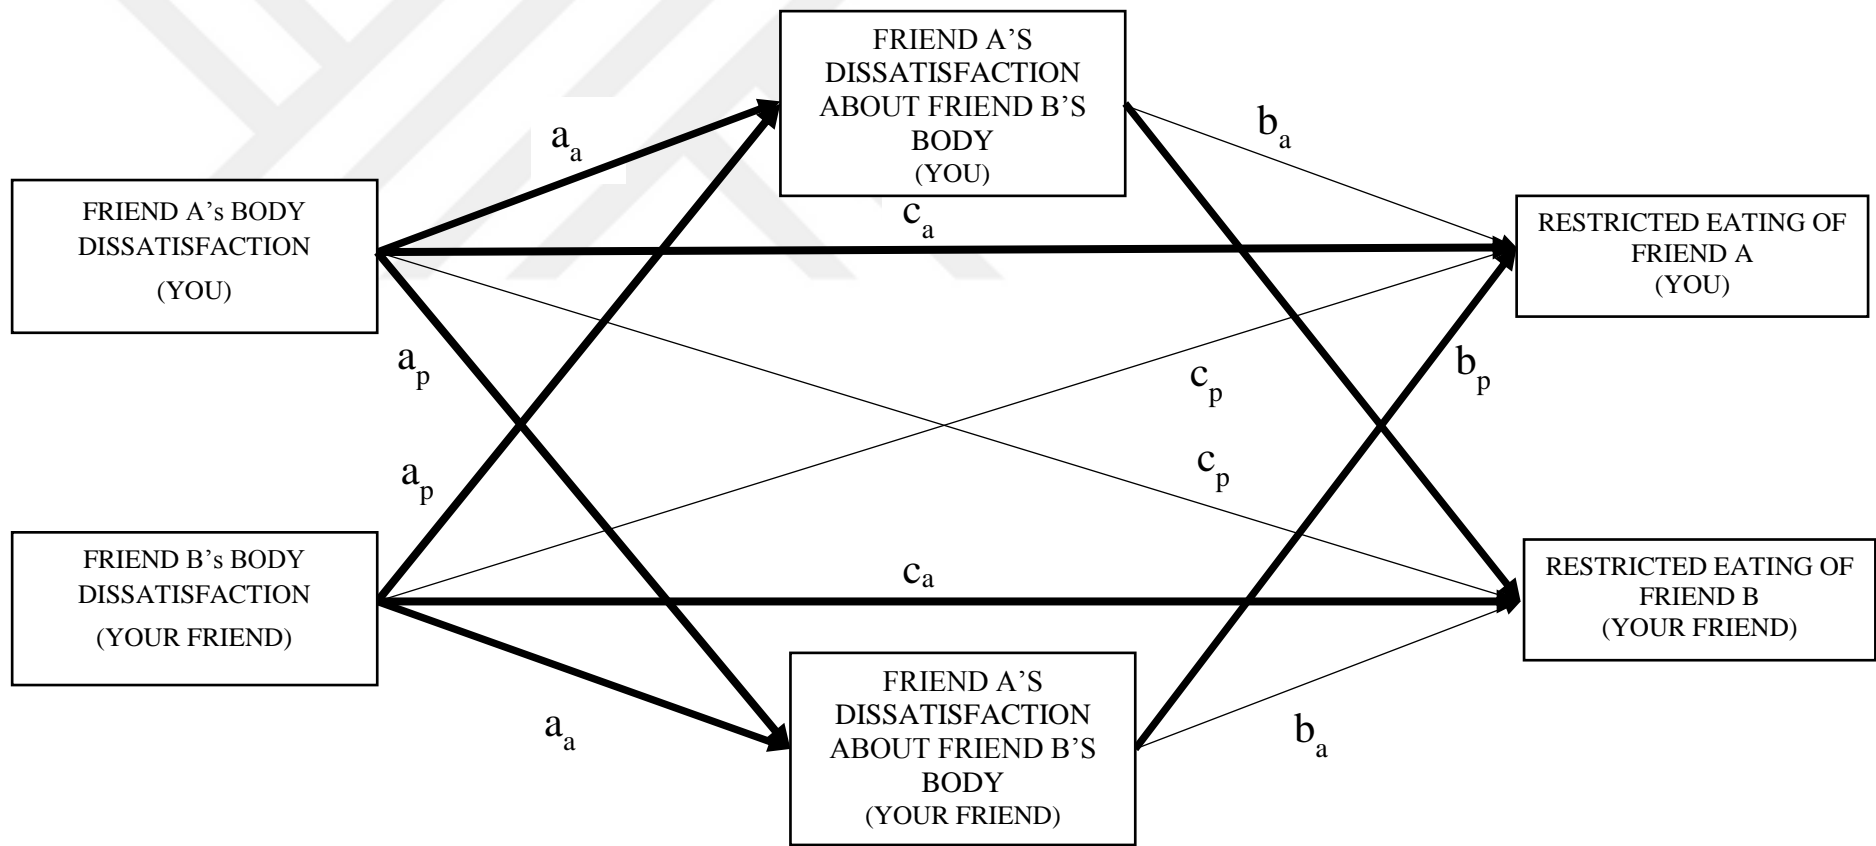 FRIEND A'S
DISSATISFACTION
ABOUT FRIEND B'S
BODY
(YOU)
a_a
b_a
FRIEND A's BODY
DISSATISFACTION
(YOU)
c_a
RESTRICTED EATING OF
FRIEND A
(YOU)
a_p
c_p
b_p
a_p
c_p
FRIEND B's BODY
DISSATISFACTION
(YOUR FRIEND)
c_a
RESTRICTED EATING OF
FRIEND B
(YOUR FRIEND)
a_a
FRIEND A'S
DISSATISFACTION
ABOUT FRIEND B'S
BODY
(YOUR FRIEND)
b_a